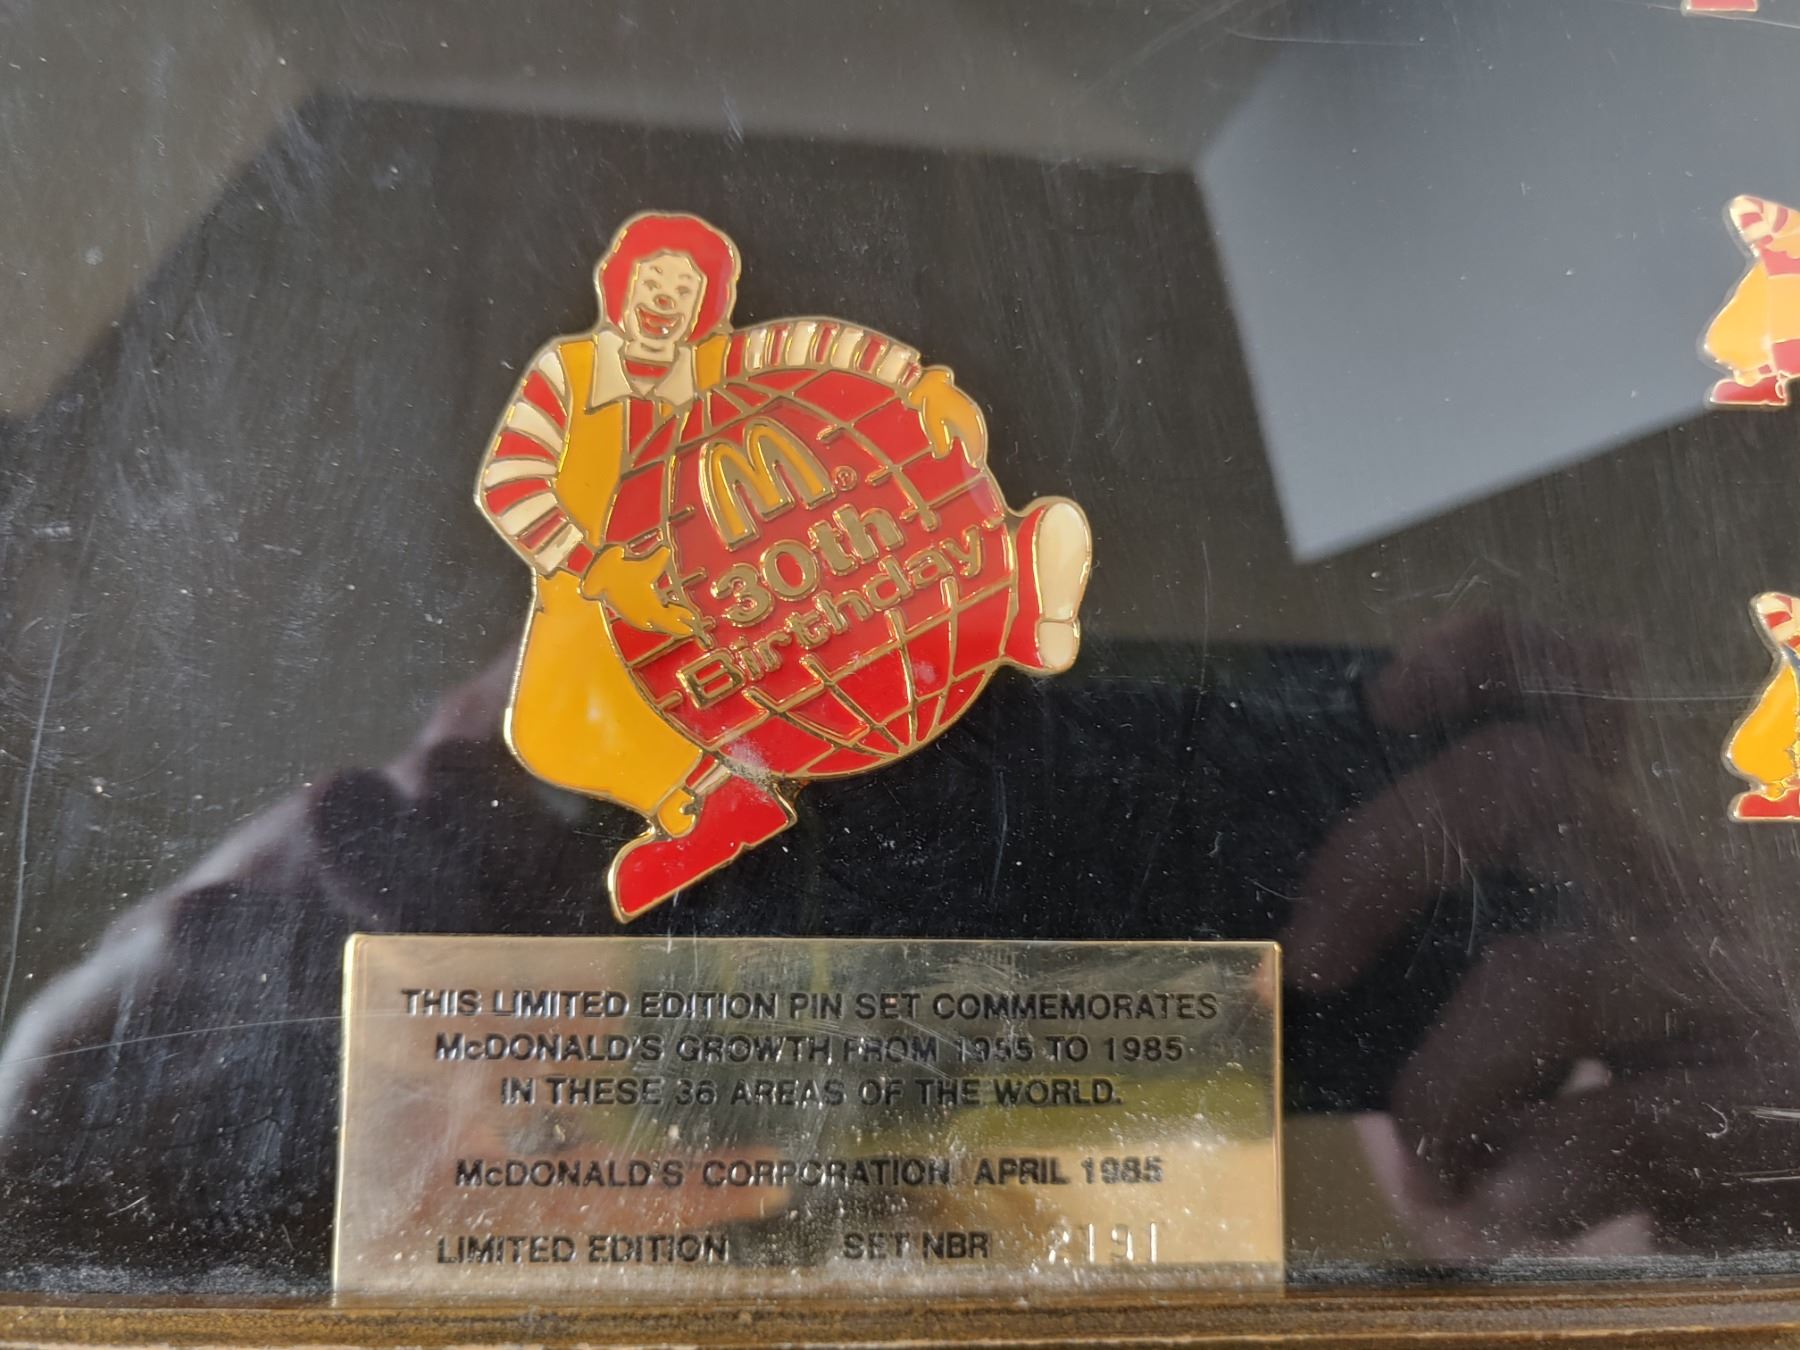 M®
30th
Birthday
THIS LIMITED EDITION PIN SET COMMEMORATES
McDONALD'S GROWTH FROM 1955 TO 1985
IN THESE 36 AREAS OF THE WORLD.
McDONALD'S CORPORATION APRIL 1985
LIMITED EDITION SET NBR 2191